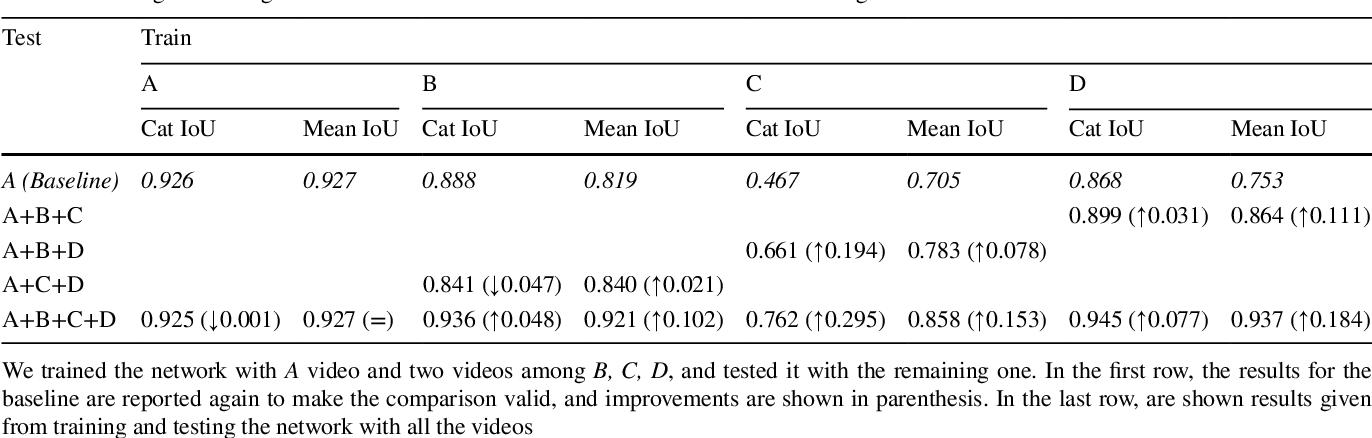 Test Train
A B C D
Cat IoU Mean IoU Cat IoU Mean IoU Cat IoU Mean IoU Cat IoU Mean IoU
A (Baseline) 0.926 0.927 0.888 0.819 0.467 0.705 0.868 0.753
A+B+C 0.899 (↑0.031) 0.864 (↑0.111)
A+B+D 0.661 (↑0.194) 0.783 (↑0.078)
A+C+D 0.841 (↓0.047) 0.840 (↑0.021)
A+B+C+D 0.925 (↓0.001) 0.927 (=) 0.936 (↑0.048) 0.921 (↑0.102) 0.762 (↑0.295) 0.858 (↑0.153) 0.945 (↑0.077) 0.937 (↑0.184)
We trained the network with A video and two videos among B, C, D, and tested it with the remaining one. In the first row, the results for the
baseline are reported again to make the comparison valid, and improvements are shown in parenthesis. In the last row, are shown results given
from training and testing the network with all the videos